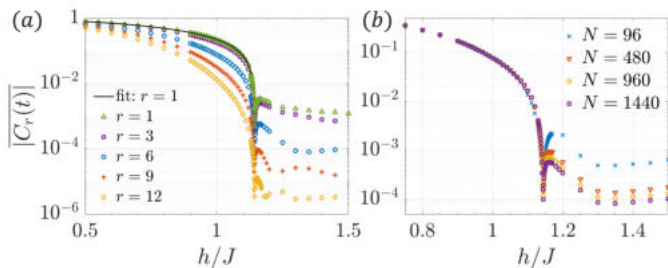 (a)
1
10^{-2}
10^{-4}
10^{-6}
\overline{|C_r(t)|}
fit: r = 1
r = 1
r = 3
r = 6
r = 9
r = 12
0.5
1
1.5
h/J
(b)
10^{-1}
10^{-2}
10^{-3}
10^{-4}
N = 96
N = 480
N = 960
N = 1440
0.8
1
1.2
1.4
h/J